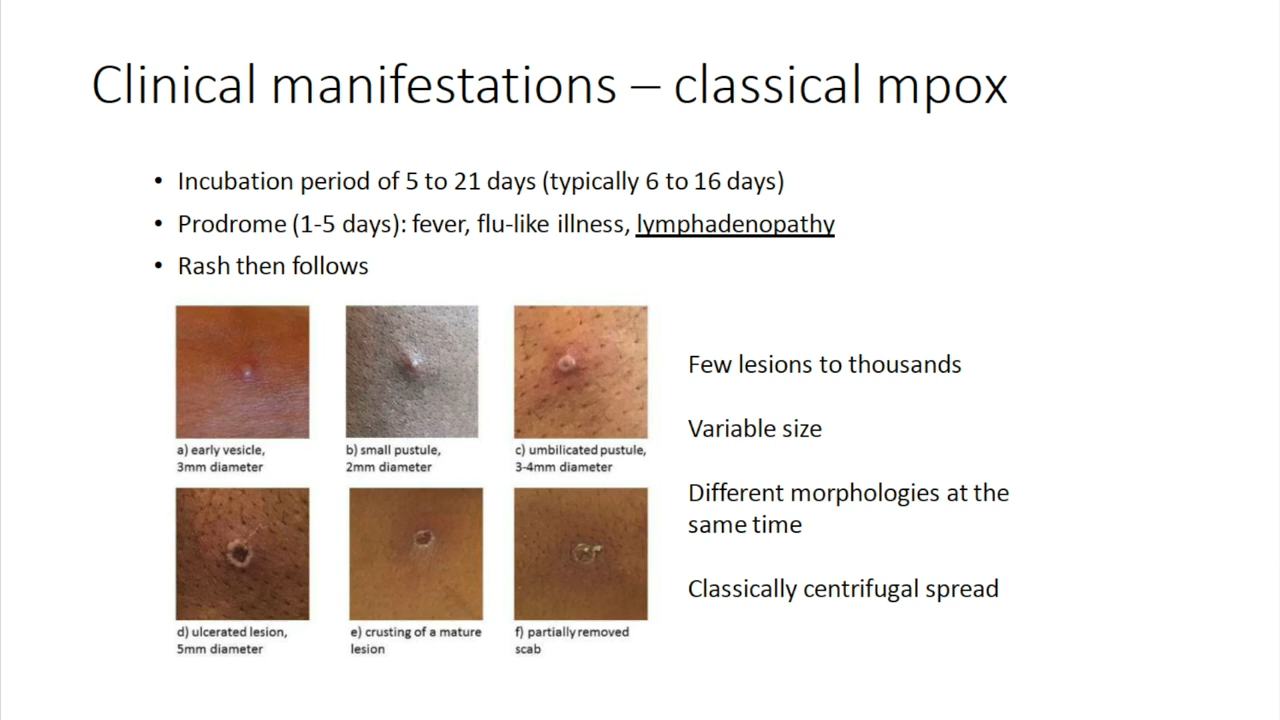 Clinical manifestations – classical mpox
• Incubation period of 5 to 21 days (typically 6 to 16 days)
• Prodrome (1-5 days): fever, flu-like illness, lymphadenopathy
• Rash then follows
a) early vesicle,
3mm diameter
b) small pustule,
2mm diameter
c) umbilicated pustule,
3-4mm diameter
d) ulcerated lesion,
5mm diameter
e) crusting of a mature
lesion
f) partially removed
scab
Few lesions to thousands
Variable size
Different morphologies at the
same time
Classically centrifugal spread